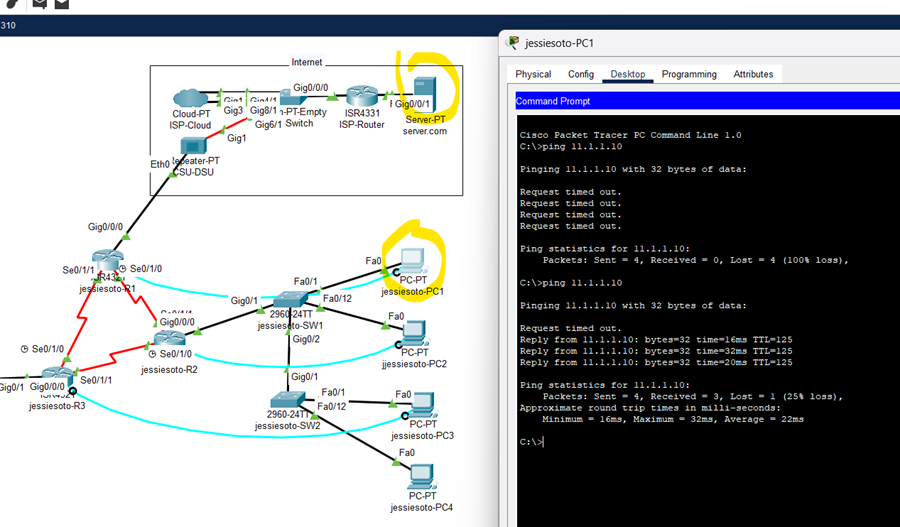 310
Internet
Gig0/0/0
Gig3
Gig8/1
Gig6/1
Gig1
Cloud-PT
ISP-Cloud
-PT-Empty
Switch
ISR4331
ISP-Router
Gig0/0/1
Server-PT
server.com
Eth0
epeater-PT
CSU-DSU
Gig0/0/0
Se0/1/1
Se0/1/0
jessiesoto-R1
Gig0/0/0
Se0/1/0
jessiesoto-R2
Se0/1/0
Se0/1/1
Gig0/1
Gig0/0/0
jessiesoto-R3
Fa0/1
Fa0/12
Gig0/1
2960-24TT
jessiesoto-SW1
Gig0/2
Gig0/1
Fa0/1
Fa0/12
2960-24TT
jessiesoto-SW2
Fa0
PC-PT
jessiesoto-PC1
Fa0
PC-PT
jjessiesoto-PC2
Fa0
PC-PT
jessiesoto-PC3
Fa0
PC-PT
jessiesoto-PC4
jessiesoto-PC1
Physical Config Desktop Programming Attributes
Command Prompt
Cisco Packet Tracer PC Command Line 1.0
C:\>ping 11.1.1.10
Pinging 11.1.1.10 with 32 bytes of data:
Request timed out.
Request timed out.
Request timed out.
Request timed out.
Ping statistics for 11.1.1.10:
Packets: Sent = 4, Received = 0, Lost = 4 (100% loss),
C:\>ping 11.1.1.10
Pinging 11.1.1.10 with 32 bytes of data:
Request timed out.
Reply from 11.1.1.10: bytes=32 time=16ms TTL=125
Reply from 11.1.1.10: bytes=32 time=32ms TTL=125
Reply from 11.1.1.10: bytes=32 time=20ms TTL=125
Ping statistics for 11.1.1.10:
Packets: Sent = 4, Received = 3, Lost = 1 (25% loss),
Approximate round trip times in milli-seconds:
Minimum = 16ms, Maximum = 32ms, Average = 22ms
C:\>